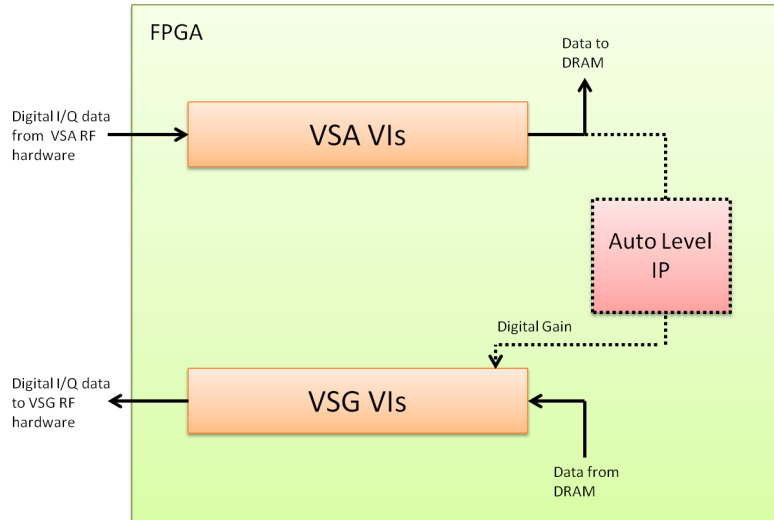 FPGA
Data to
DRAM
Digital I/Q data
from VSA RF
hardware
VSA VIs
Auto Level
IP
Digital Gain
Digital I/Q data
to VSG RF
hardware
VSG VIs
Data from
DRAM